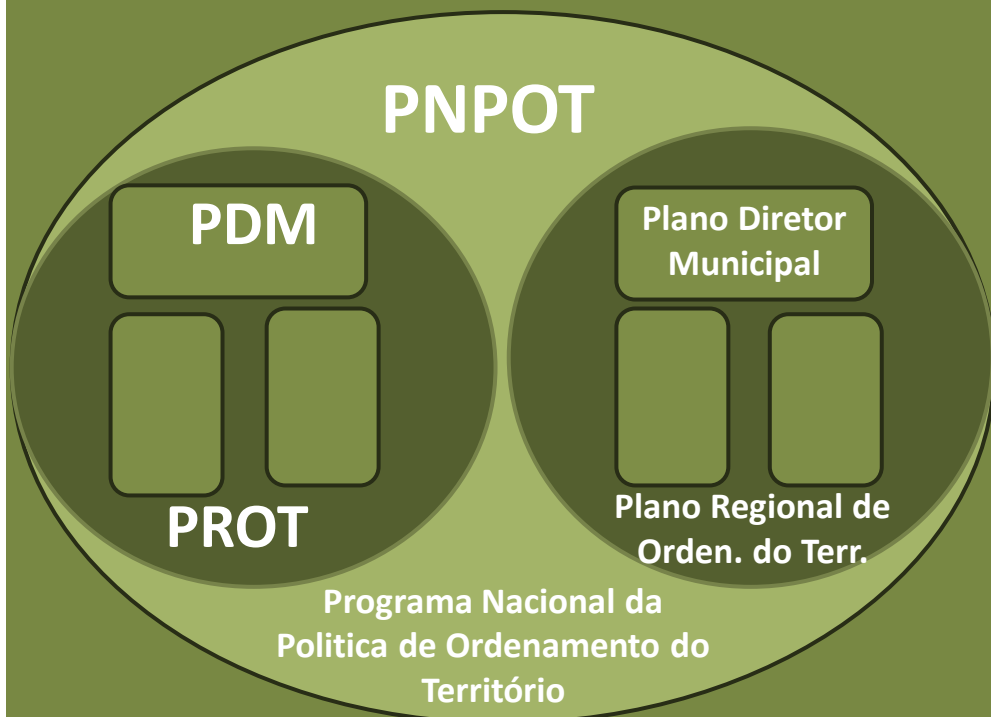 PNPOT
PDM
PROT
Plano Diretor
Municipal
Plano Regional de
Orden. do Terr.
Programa Nacional da
Politica de Ordenamento do
Território